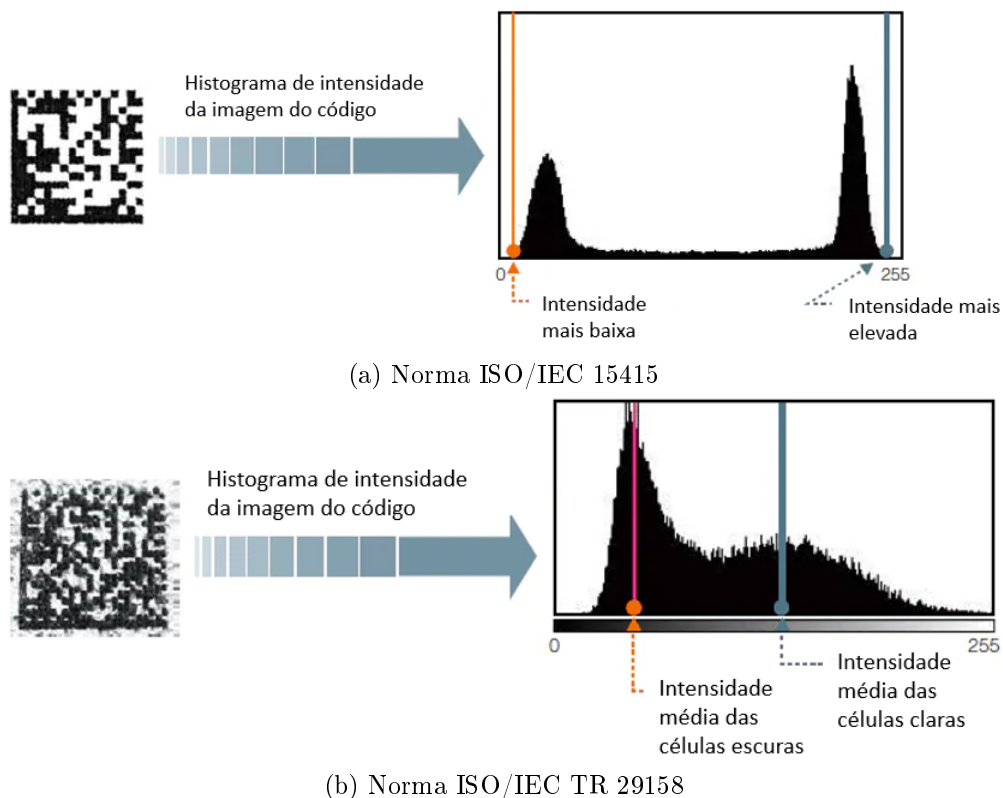 Histograma de intensidade
da imagem do código
0
255
Intensidade
mais baixa
Intensidade mais
elevada
(a) Norma ISO/IEC 15415
Histograma de intensidade
da imagem do código
0
255
Intensidade
média das
células escuras
Intensidade
média das
células claras
(b) Norma ISO/IEC TR 29158